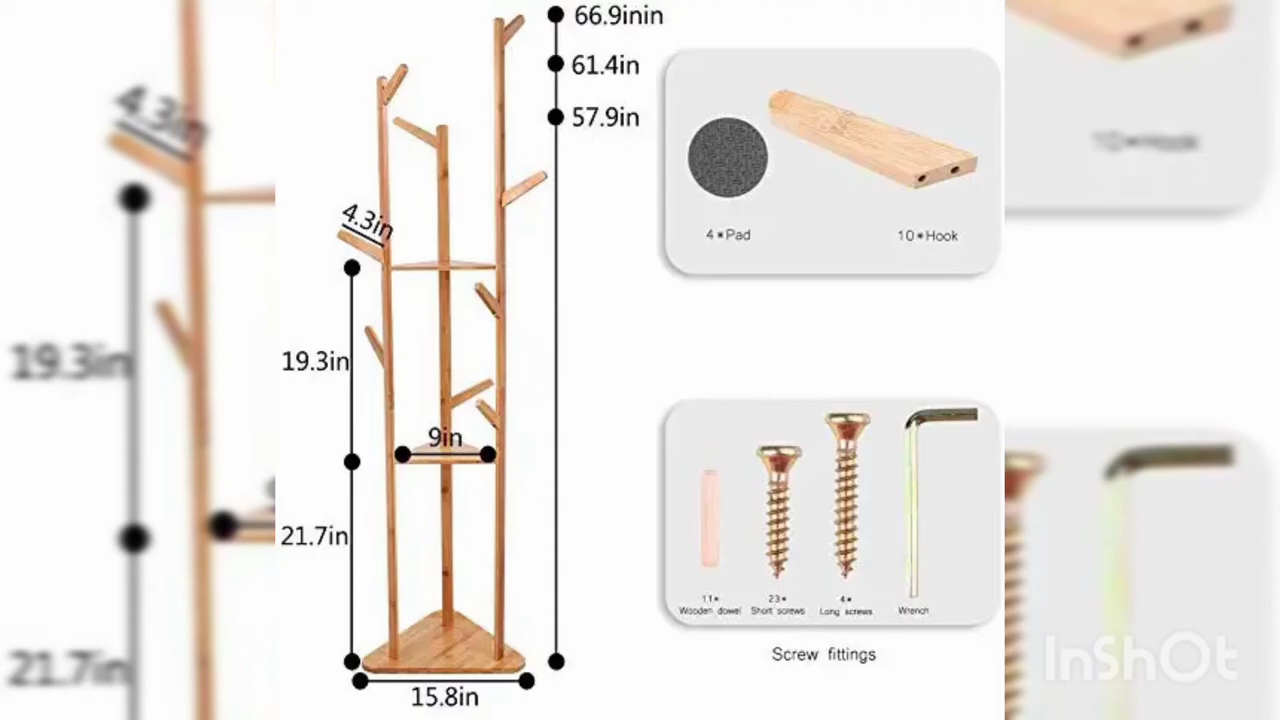 66.9inin
61.4in
57.9in
4.3in
4.3in
19.3in
19.3in
9in
21.7in
21.7in
15.8in
4*Pad
10*Hook
10*Hook
11*
Wooden dowel
23*
Short screws
4*
Long screws
Wrench
Screw fittings
InShOt